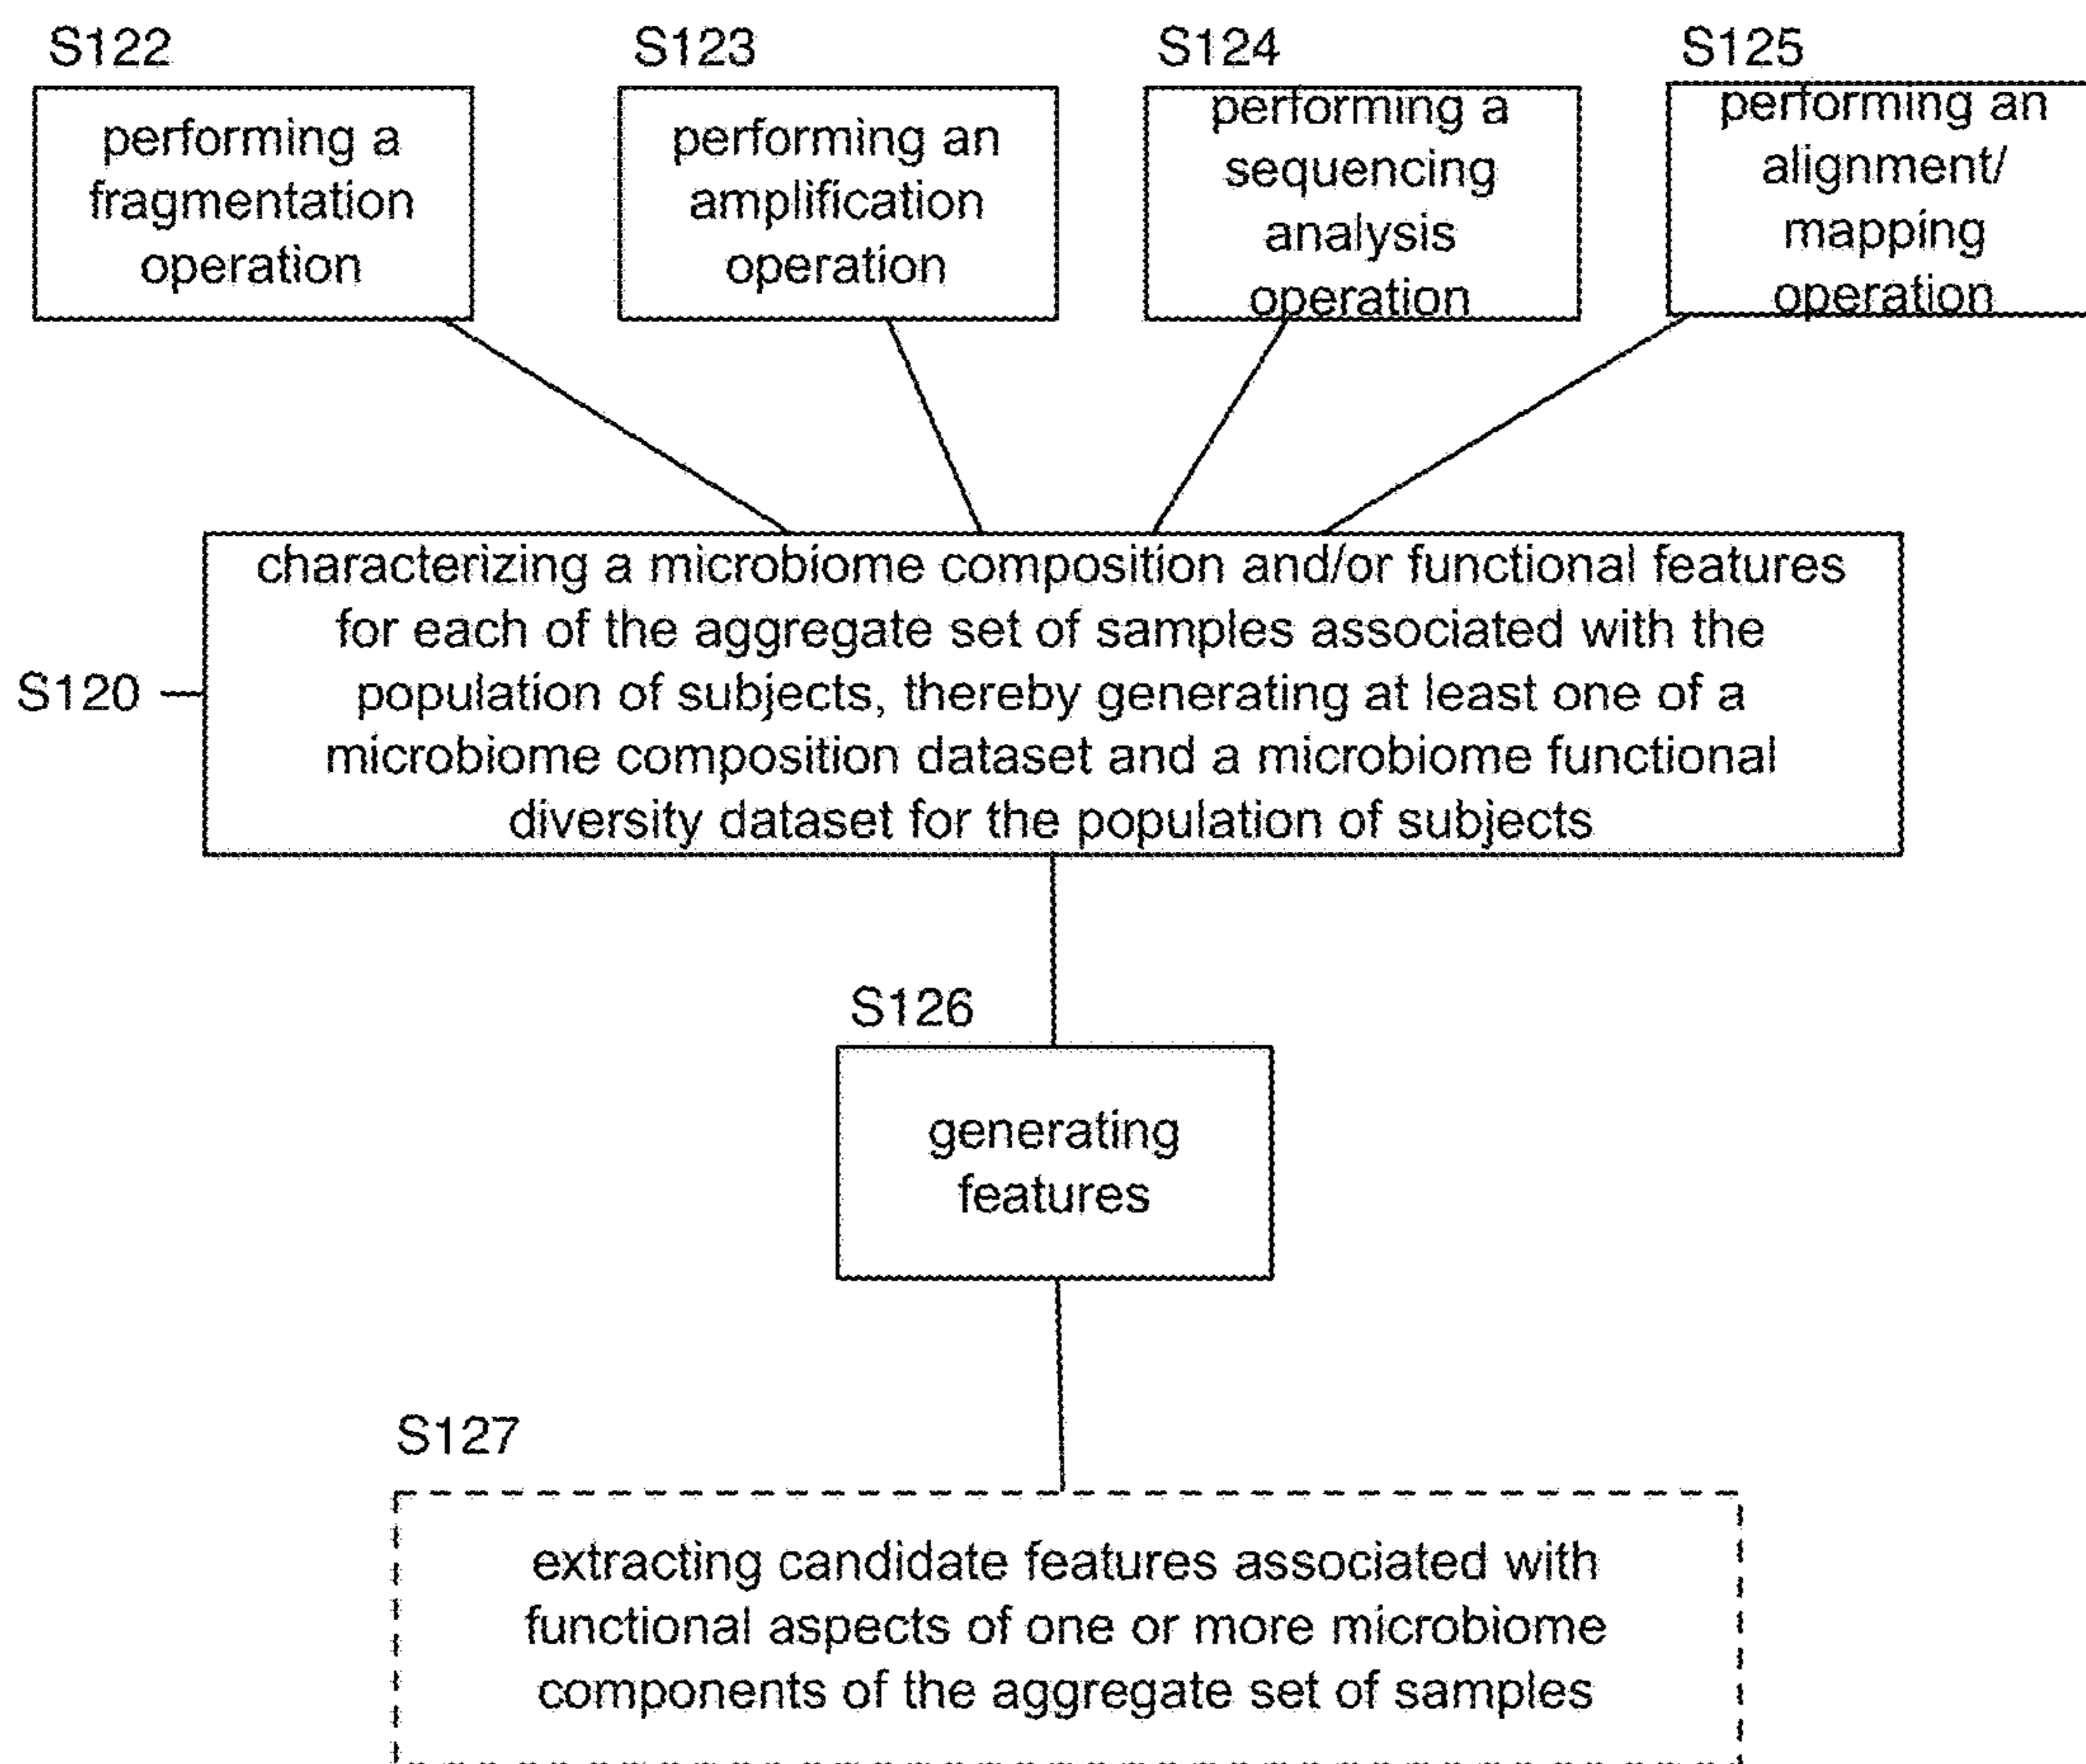 S122
performing a
fragmentation
operation
S123
performing an
amplification
operation
S124
performing a
sequencing
analysis
operation
S125
performing an
alignment/
mapping
operation
S120
characterizing a microbiome composition and/or functional features
for each of the aggregate set of samples associated with the
population of subjects, thereby generating at least one of a
microbiome composition dataset and a microbiome functional
diversity dataset for the population of subjects
S126
generating
features
S127
extracting candidate features associated with
functional aspects of one or more microbiome
components of the aggregate set of samples